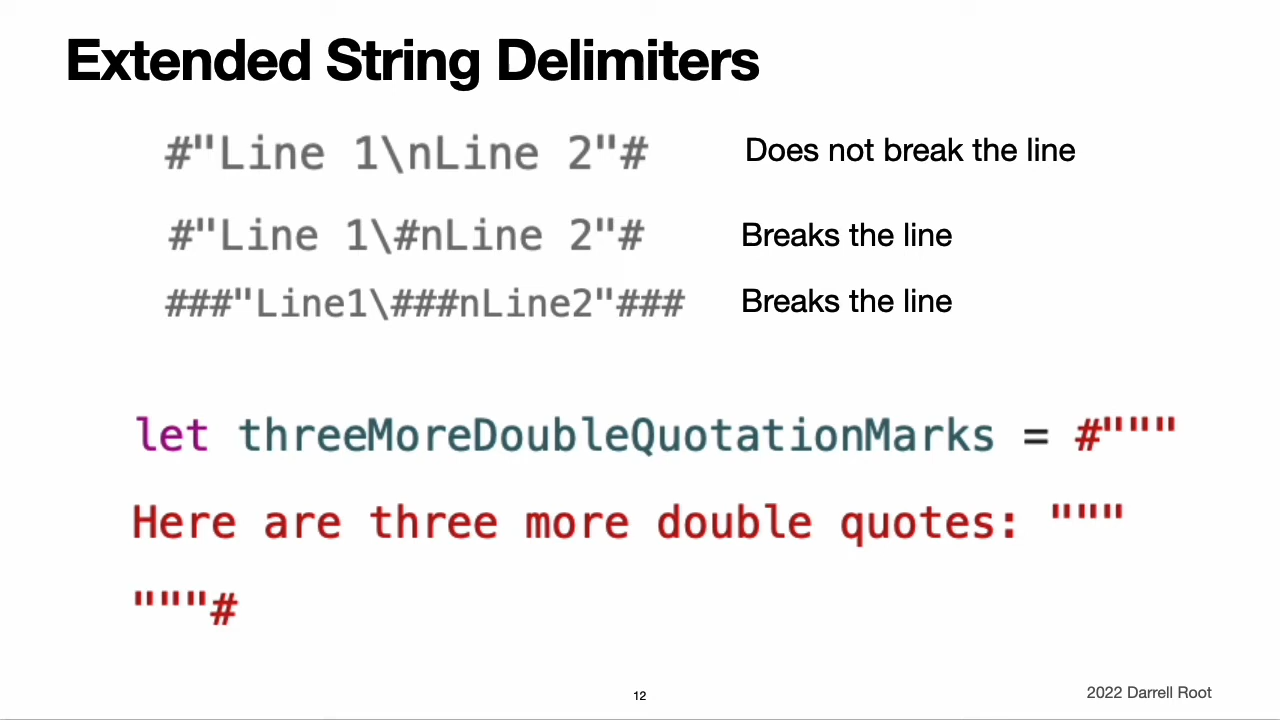 Extended String Delimiters
#"Line 1\nLine 2"# Does not break the line
#"Line 1\#nLine 2"# Breaks the line
###"Line1\###nLine2"### Breaks the line
let threeMoreDoubleQuotationMarks = #"""
Here are three more double quotes: """
"""#
12
2022 Darrell Root